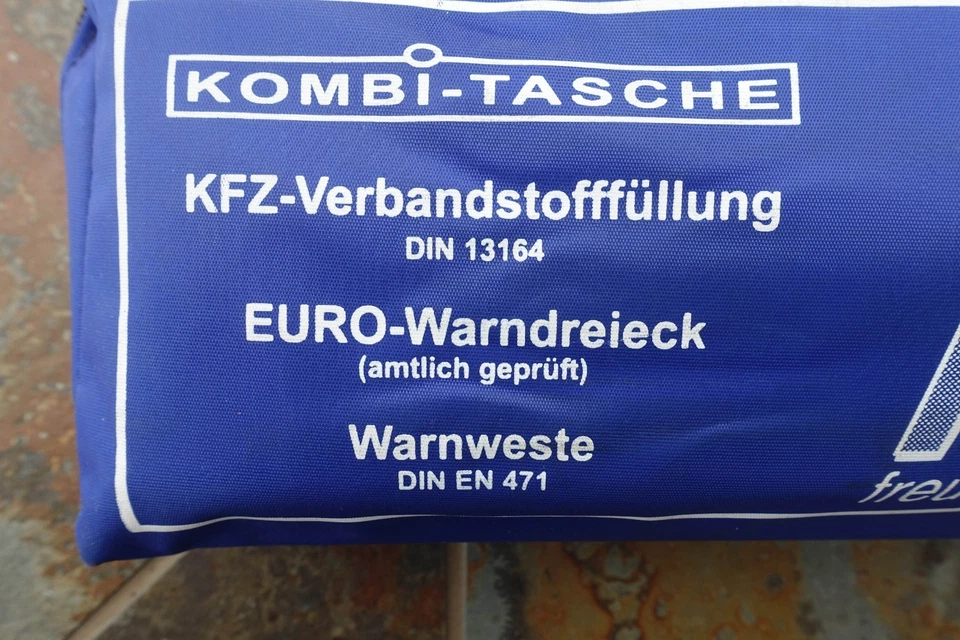 KOMBI-TASCHE
KFZ-Verbandstofffüllung
DIN 13164
EURO-Warndreieck
(amtlich geprüft)
Warnweste
DIN EN 471